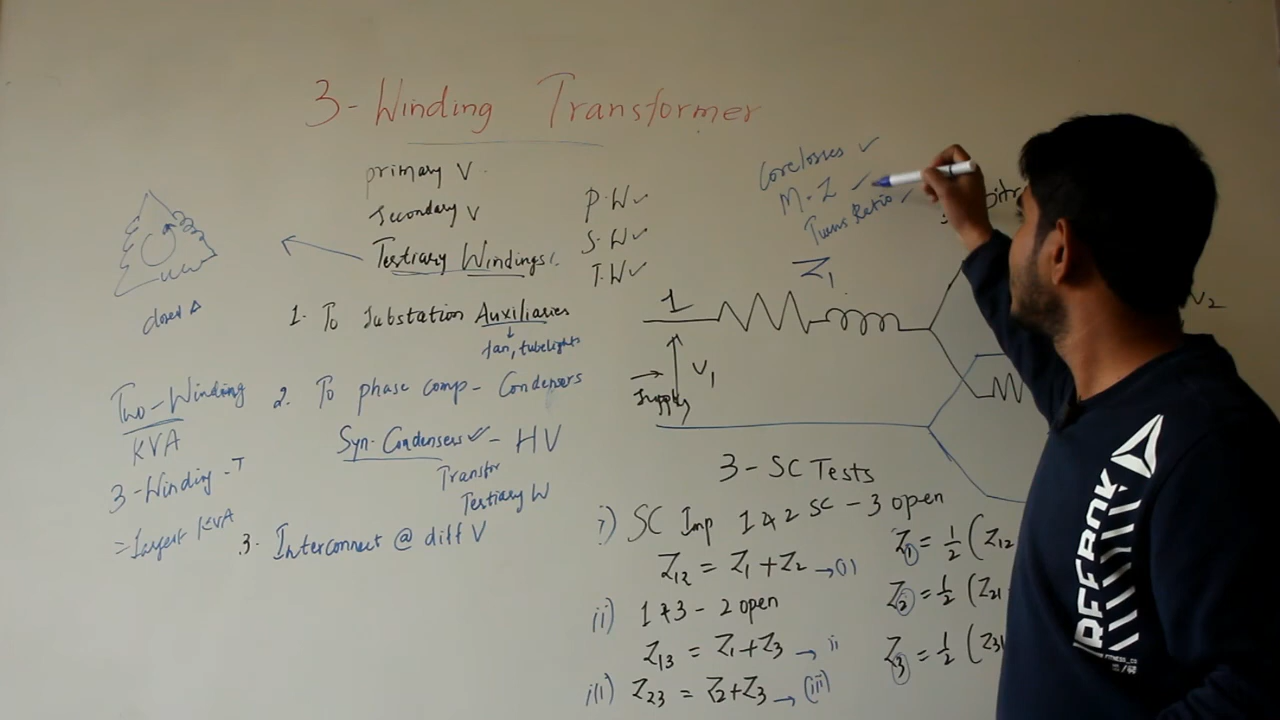 3-Winding Transformer
primary V
Secondary V
Tertiary Windings:
P.W✓
S.W✓
T.W✓
closed Δ
1. To Substation Auxiliaries
↓
fan, tubelights
2. To phase comp - Condensers
Syn-Condensers ✓ - HV
Transfr
Tertiary W
3. Interconnect @ diff V
Two-Winding
KVA
3-Winding -T
= largest KVA
Corelosses ✓
M.I ✓
Turns Ratio ✓
Z1
1
V1
Supply
V2
3-SC Tests
i) SC Imp 1 & 2 SC - 3 open
Z12 = Z1 + Z2 → (i)
ii) 1 & 3 - 2 open
Z13 = Z1 + Z3 → ii
iii) Z23 = Z2 + Z3 → (iii)
Z1 = 1/2 (Z12
Z2 = 1/2 (Z21
Z3 = 1/2 (Z31
REEBOK